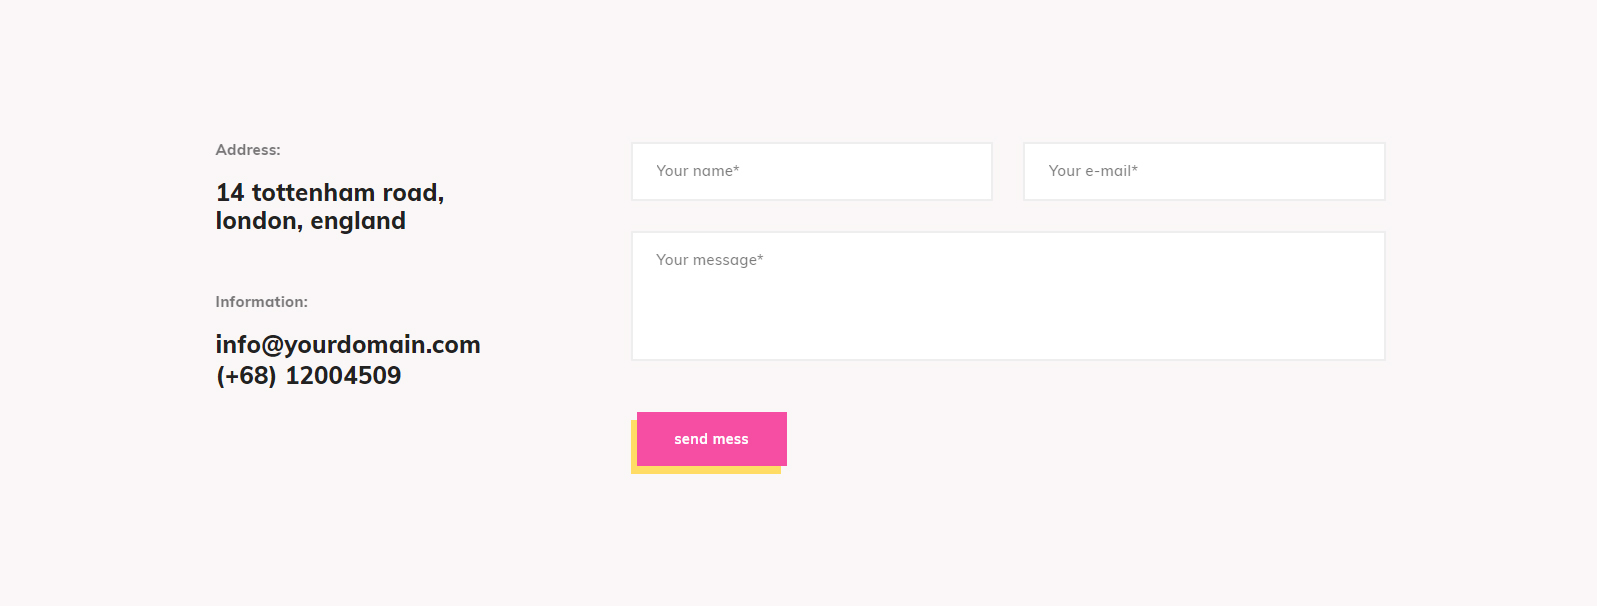 Address:
14 tottenham road,
london, england
Information:
info@yourdomain.com
(+68) 12004509
Your name*
Your e-mail*
Your message*
send mess